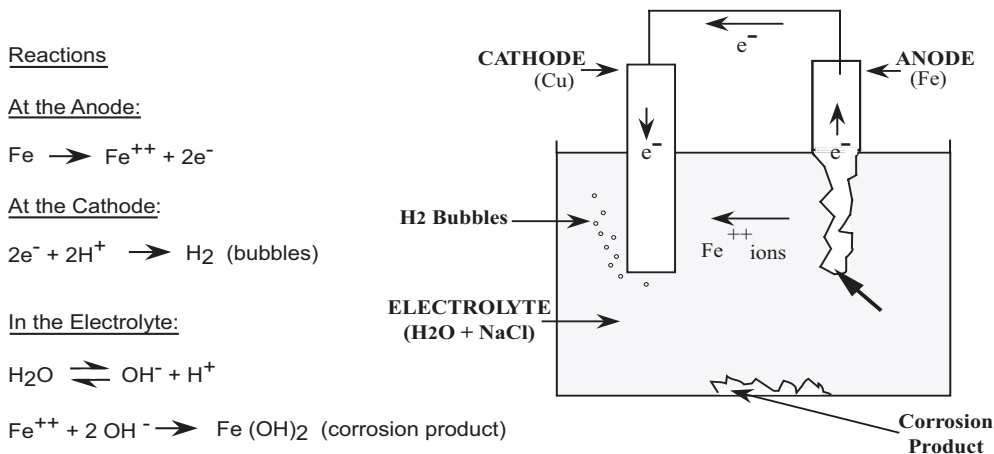 Reactions
At the Anode:
Fe → Fe++ + 2e-
At the Cathode:
2e- + 2H+ → H2 (bubbles)
In the Electrolyte:
H2O ⇌ OH- + H+
Fe++ + 2 OH - → Fe (OH)2 (corrosion product)
e-
CATHODE
(Cu)
ANODE
(Fe)
e-
e-
H2 Bubbles
Fe++ ions
ELECTROLYTE
(H2O + NaCl)
Corrosion
Product